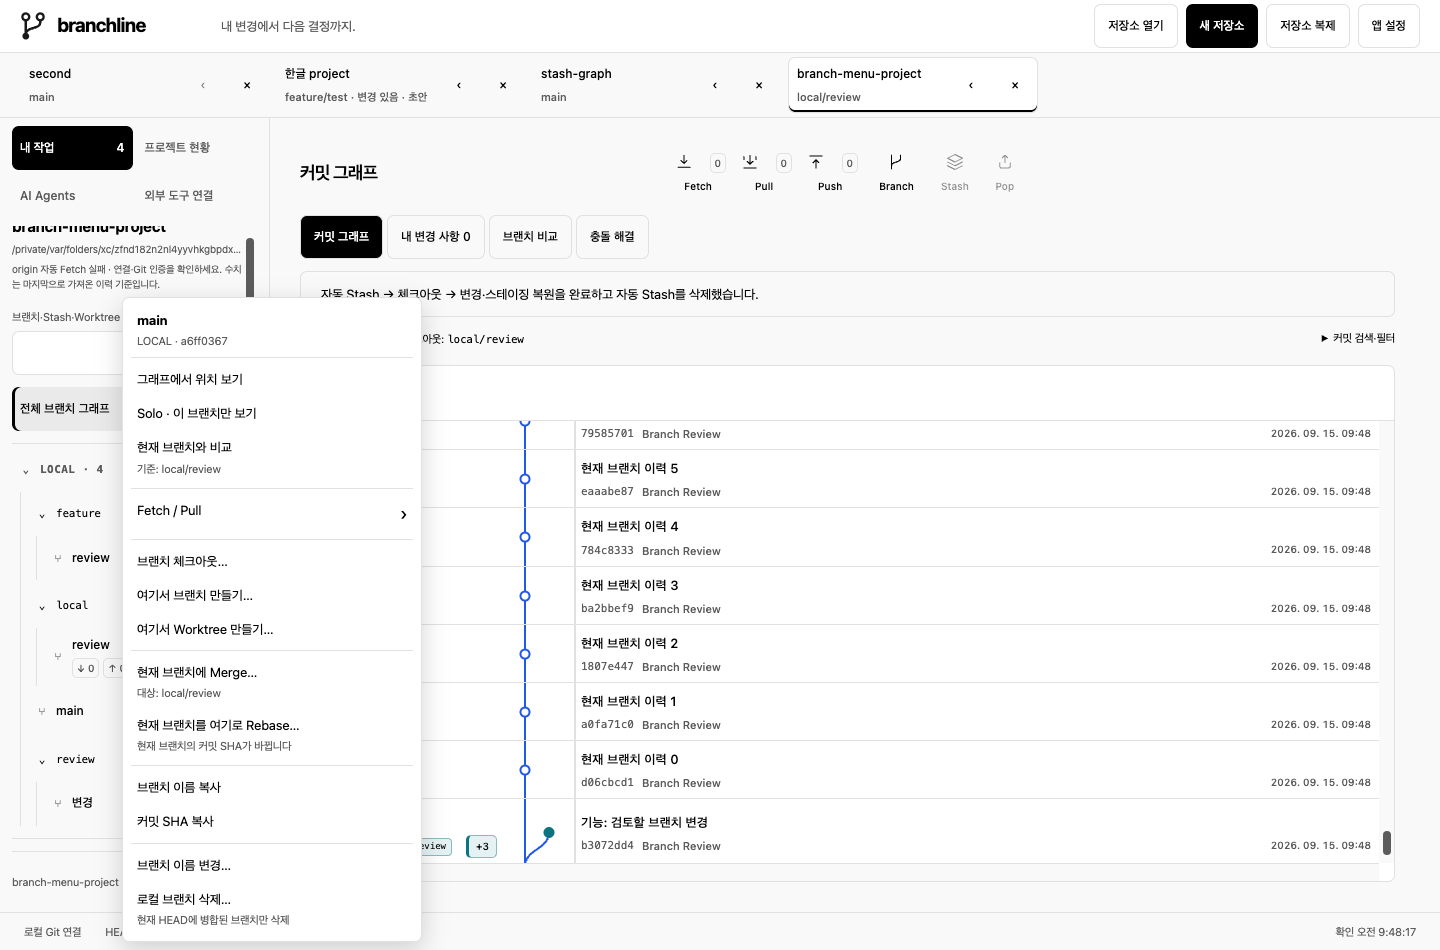 branchline
내 변경에서 다음 결정까지.
저장소 열기
새 저장소
저장소 복제
앱 설정
second
main
한글 project
feature/test · 변경 있음 · 초안
stash-graph
main
branch-menu-project
local/review
내 작업 4
프로젝트 현황
AI Agents
외부 도구 연결
branch-menu-project
/private/var/folders/xc/zfnd182n2nl4yyvhkgbpdx...
origin 자동 Fetch 실패 · 연결·Git 인증을 확인하세요. 수치
는 마지막으로 가져온 이력 기준입니다.
브랜치·Stash·Worktree
전체 브랜치 그래프
LOCAL · 4
feature
review
local
review
↓ 0 ↑
main
review
변경
branch-menu-project
커밋 그래프
0
0
0
Fetch
Pull
Push
Branch
Stash
Pop
커밋 그래프
내 변경 사항 0
브랜치 비교
충돌 해결
자동 Stash → 체크아웃 → 변경·스테이징 복원을 완료하고 자동 Stash를 삭제했습니다.
아웃: local/review
▶ 커밋 검색·필터
main
LOCAL · a6ff0367
그래프에서 위치 보기
Solo · 이 브랜치만 보기
현재 브랜치와 비교
기준: local/review
Fetch / Pull ›
브랜치 체크아웃...
여기서 브랜치 만들기...
여기서 Worktree 만들기...
현재 브랜치에 Merge...
대상: local/review
현재 브랜치를 여기로 Rebase...
현재 브랜치의 커밋 SHA가 바뀝니다
브랜치 이름 복사
커밋 SHA 복사
브랜치 이름 변경...
로컬 브랜치 삭제...
현재 HEAD에 병합된 브랜치만 삭제
79585701 Branch Review 2026. 09. 15. 09:48
현재 브랜치 이력 5
eaaabe87 Branch Review 2026. 09. 15. 09:48
현재 브랜치 이력 4
784c8333 Branch Review 2026. 09. 15. 09:48
현재 브랜치 이력 3
ba2bbef9 Branch Review 2026. 09. 15. 09:48
현재 브랜치 이력 2
1807e447 Branch Review 2026. 09. 15. 09:48
현재 브랜치 이력 1
a0fa71c0 Branch Review 2026. 09. 15. 09:48
현재 브랜치 이력 0
d06cbcd1 Branch Review 2026. 09. 15. 09:48
기능: 검토할 브랜치 변경
eview +3
b3072dd4 Branch Review 2026. 09. 15. 09:48
로컬 Git 연결
HEA
확인 오전 9:48:17